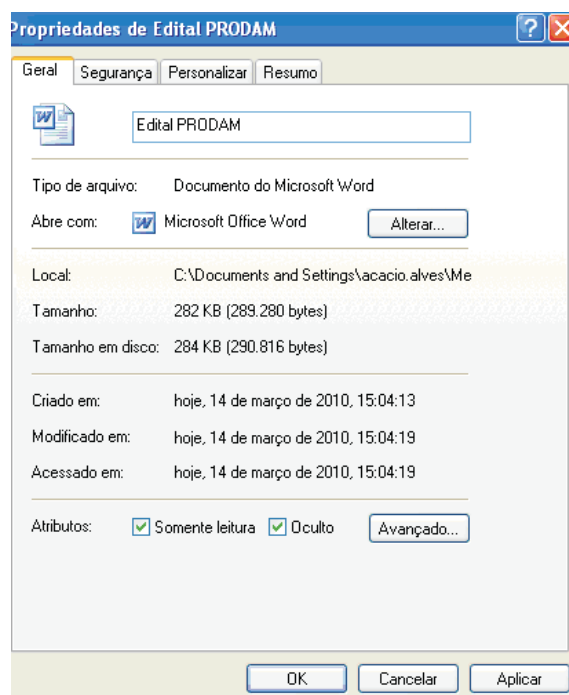 Propriedades de Edital PRODAM
Geral Segurança Personalizar Resumo
Edital PRODAM
Tipo de arquivo: Documento do Microsoft Word
Abre com: Microsoft Office Word Alterar...
Local: C:\Documents and Settings\acacio.alves\Me
Tamanho: 282 KB (289.280 bytes)
Tamanho em disco: 284 KB (290.816 bytes)
Criado em: hoje, 14 de março de 2010, 15:04:13
Modificado em: hoje, 14 de março de 2010, 15:04:19
Acessado em: hoje, 14 de março de 2010, 15:04:19
Atributos: Somente leitura Oculto Avançado...
OK Cancelar Aplicar